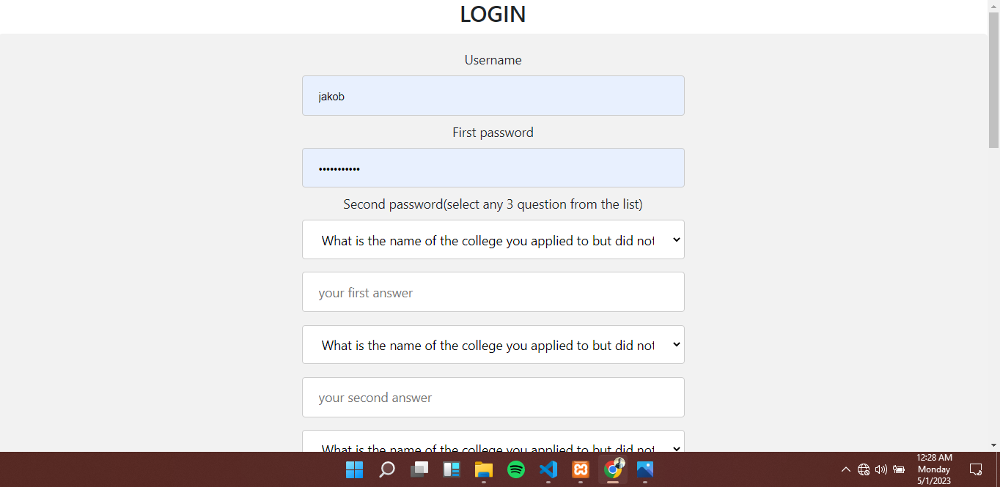 LOGIN
Username
jakob
First password
•••••••••••
Second password(select any 3 question from the list)
What is the name of the college you applied to but did not
your first answer
What is the name of the college you applied to but did not
your second answer
What is the name of the college you applied to but did not
12:28 AM
Monday
5/1/2023